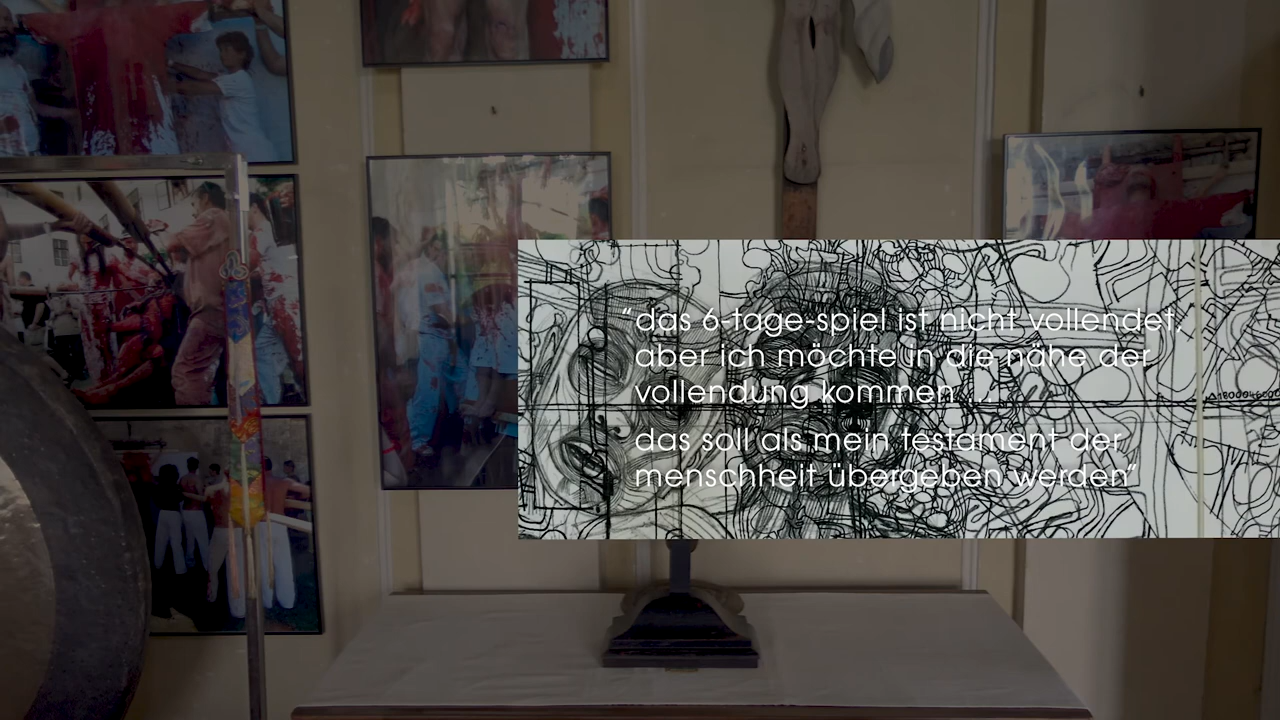 “das 6-tage-spiel ist nicht vollendet,
aber ich möchte in die nähe der
vollendung kommen ...
das soll als mein testament der
menschheit übergeben werden”